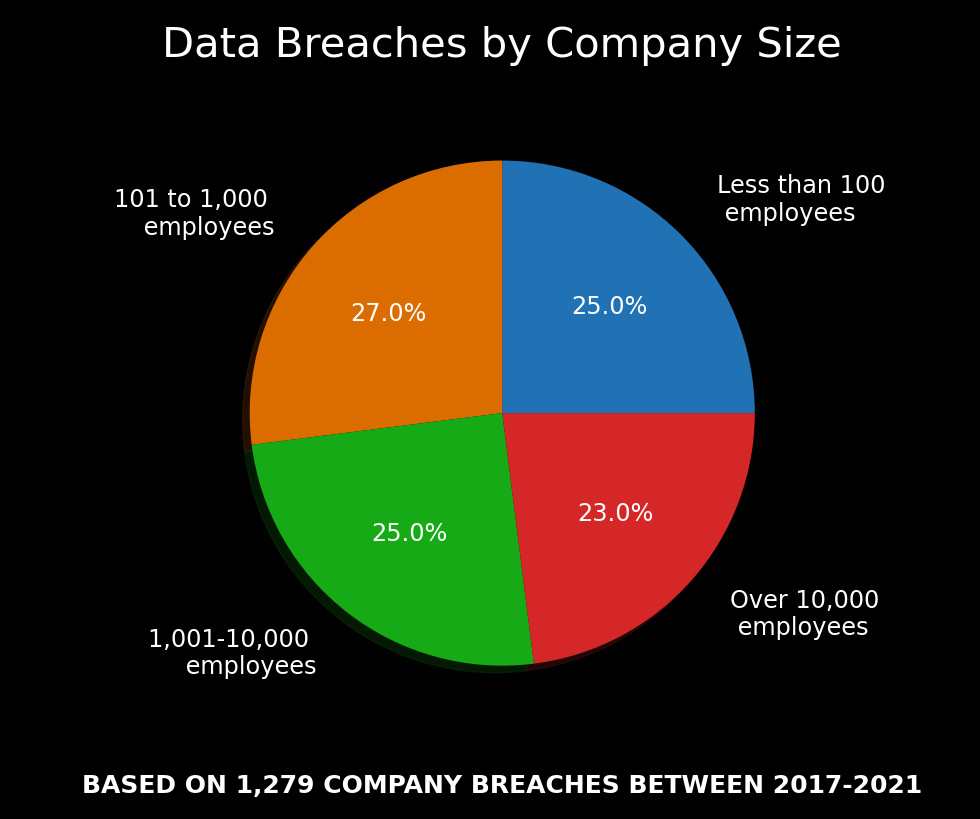 Data Breaches by Company Size
101 to 1,000
employees
Less than 100
employees
27.0%
25.0%
25.0%
23.0%
1,001-10,000
employees
Over 10,000
employees
BASED ON 1,279 COMPANY BREACHES BETWEEN 2017-2021